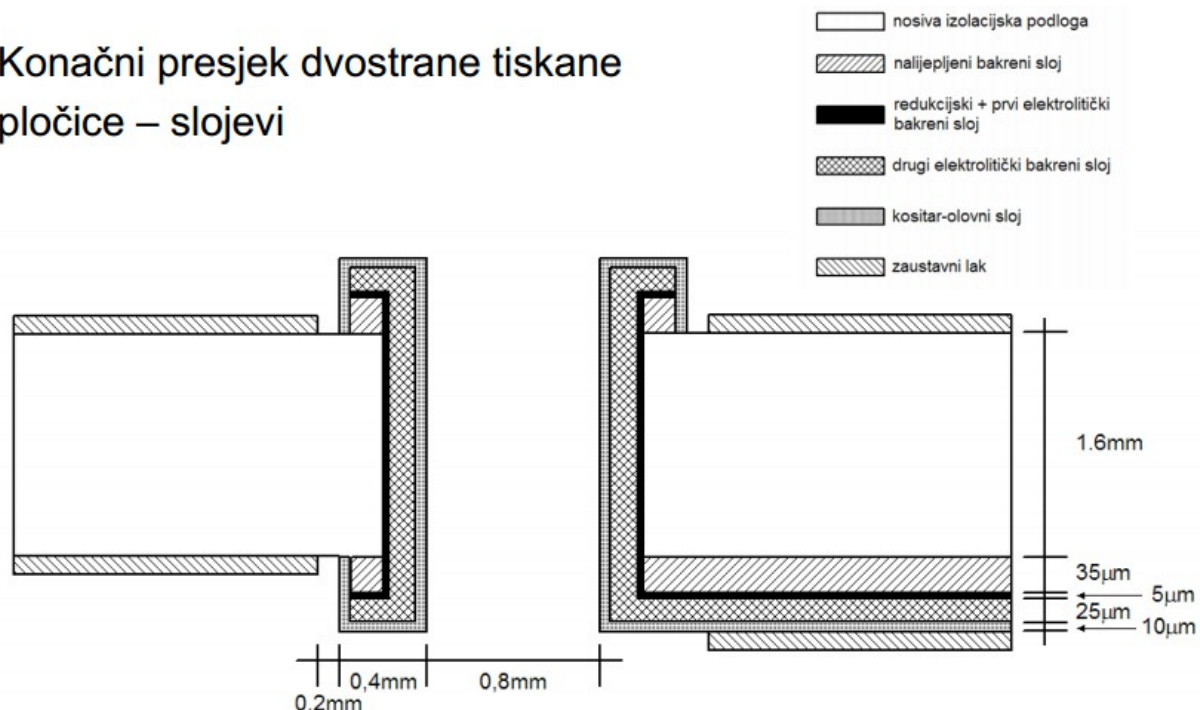 Konačni presjek dvostrane tiskane
pločice – slojevi
nosiva izolacijska podloga
nalijepljeni bakreni sloj
redukcijski + prvi elektrolitički
bakreni sloj
drugi elektrolitički bakreni sloj
kositar-olovni sloj
zaustavni lak
1.6mm
35µm
5µm
25µm
10µm
0,4mm
0,8mm
0,2mm